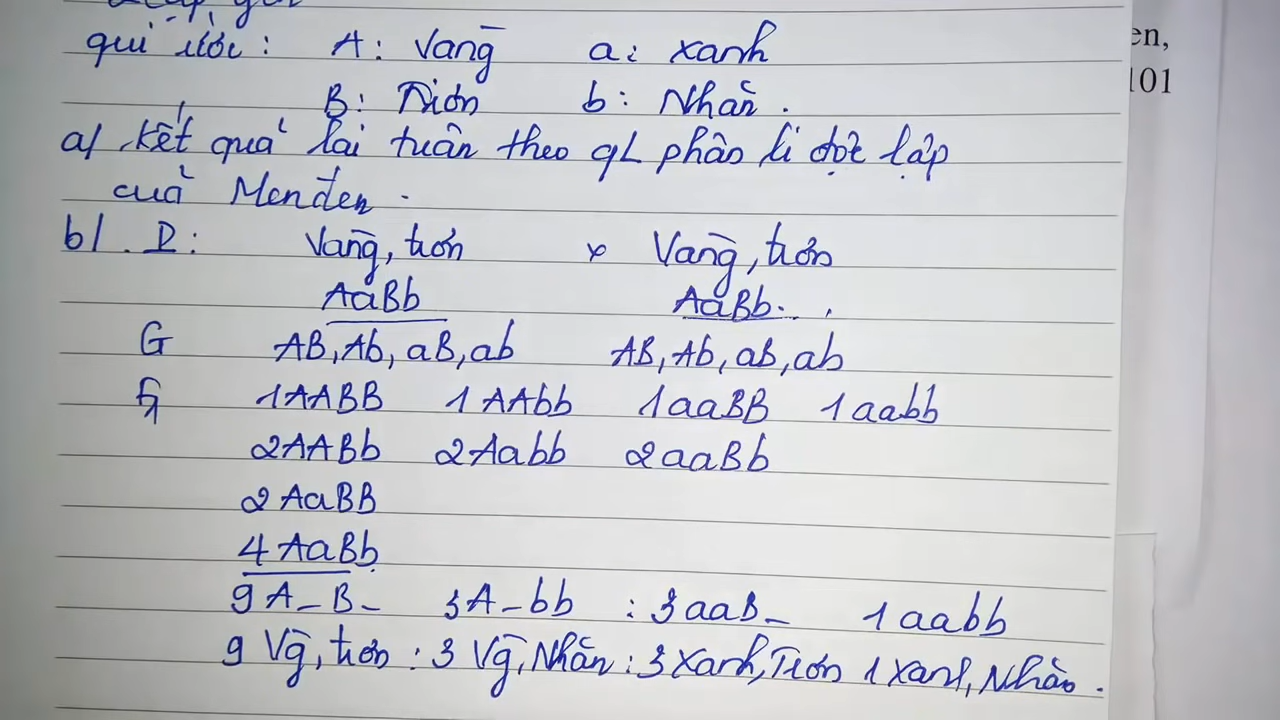 qui ước: A: Vàng a: xanh
B: Trơn b: Nhăn.
a/ Kết quả lai tuân theo qL phân li độc lập
của Menđen.
b/. P: Vàng, trơn x Vàng, trơn
AaBb AaBb.
G AB, Ab, aB, ab AB, Ab, aB, ab
F1 1AABB 1AAbb 1aaBB 1aabb
2AABb 2Aabb 2aaBb
2AaBB
4AaBb
9A_B_ 3A_bb : 3aaB_ 1aabb
9 Vg, trơn : 3 Vg, Nhăn : 3 Xanh, Trơn 1 Xanh, Nhăn.
en,
101